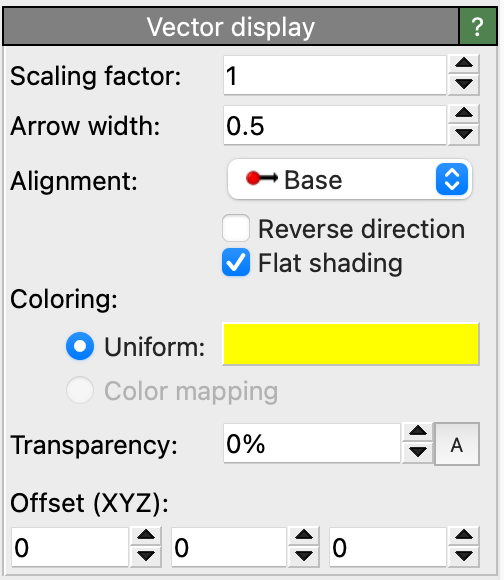 Vector display ?
Scaling factor: 1
Arrow width: 0.5
Alignment: Base
Reverse direction
Flat shading
Coloring:
Uniform:
Color mapping
Transparency: 0% A
Offset (XYZ):
0 0 0